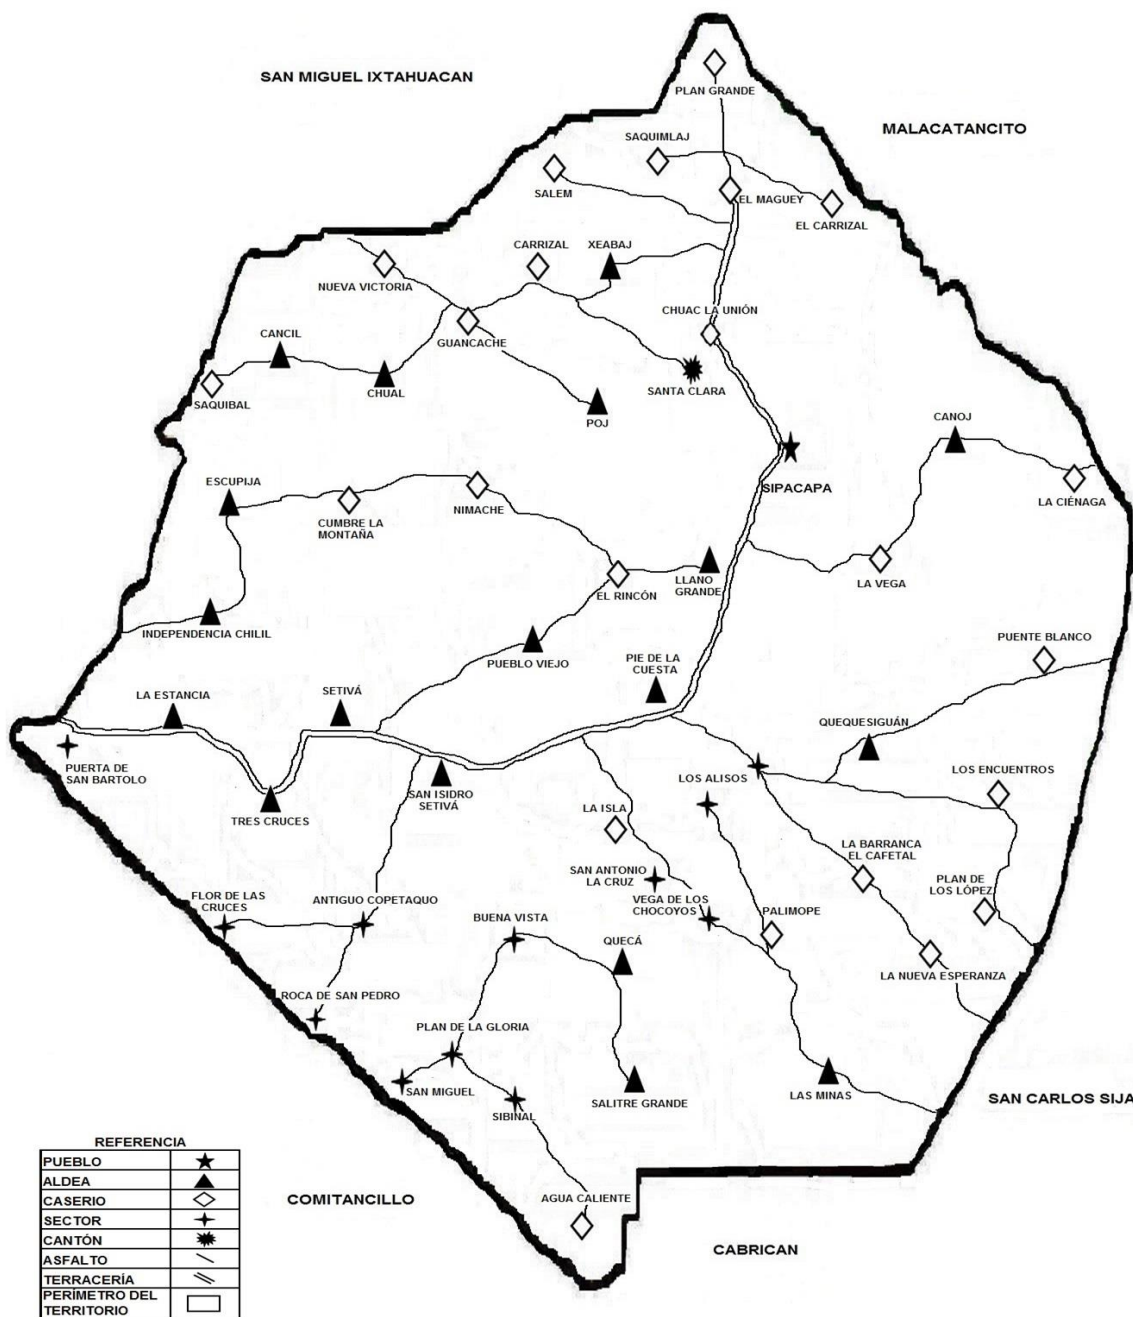 SAN MIGUEL IXTAHUACAN
PLAN GRANDE
MALACATANCITO
SAQUIMLAJ
SALEM
EL MAGUEY
EL CARRIZAL
CARRIZAL
XEABAJ
NUEVA VICTORIA
CHUAC LA UNIÓN
GUANCACHE
CANCIL
CHUAL
SAQUIBAL
SANTA CLARA
POJ
CANOJ
ESCUPIJA
SIPACAPA
LA CIÉNAGA
CUMBRE LA
MONTAÑA
NIMACHE
LA VEGA
LLANO
GRANDE
EL RINCÓN
INDEPENDENCIA CHILIL
PUENTE BLANCO
PUEBLO VIEJO
PIE DE LA
CUESTA
LA ESTANCIA
SETIVÁ
QUEQUESIGUÁN
PUERTA DE
SAN BARTOLO
LOS ALISOS
LOS ENCUENTROS
SAN ISIDRO
SETIVÁ
TRES CRUCES
LA ISLA
LA BARRANCA
EL CAFETAL
SAN ANTONIO
LA CRUZ
PLAN DE
LOS LÓPEZ
FLOR DE LAS
CRUCES
ANTIGUO COPETAQUO
VEGA DE LOS
CHOCOYOS
PALIMOPE
BUENA VISTA
QUECÁ
LA NUEVA ESPERANZA
ROCA DE SAN PEDRO
PLAN DE LA GLORIA
SAN MIGUEL
SIBINAL
SALITRE GRANDE
LAS MINAS
SAN CARLOS SIJA
AGUA CALIENTE
COMITANCILLO
CABRICAN
REFERENCIA
PUEBLO
ALDEA
CASERIO
SECTOR
CANTÓN
ASFALTO
TERRACERÍA
PERÍMETRO DEL
TERRITORIO